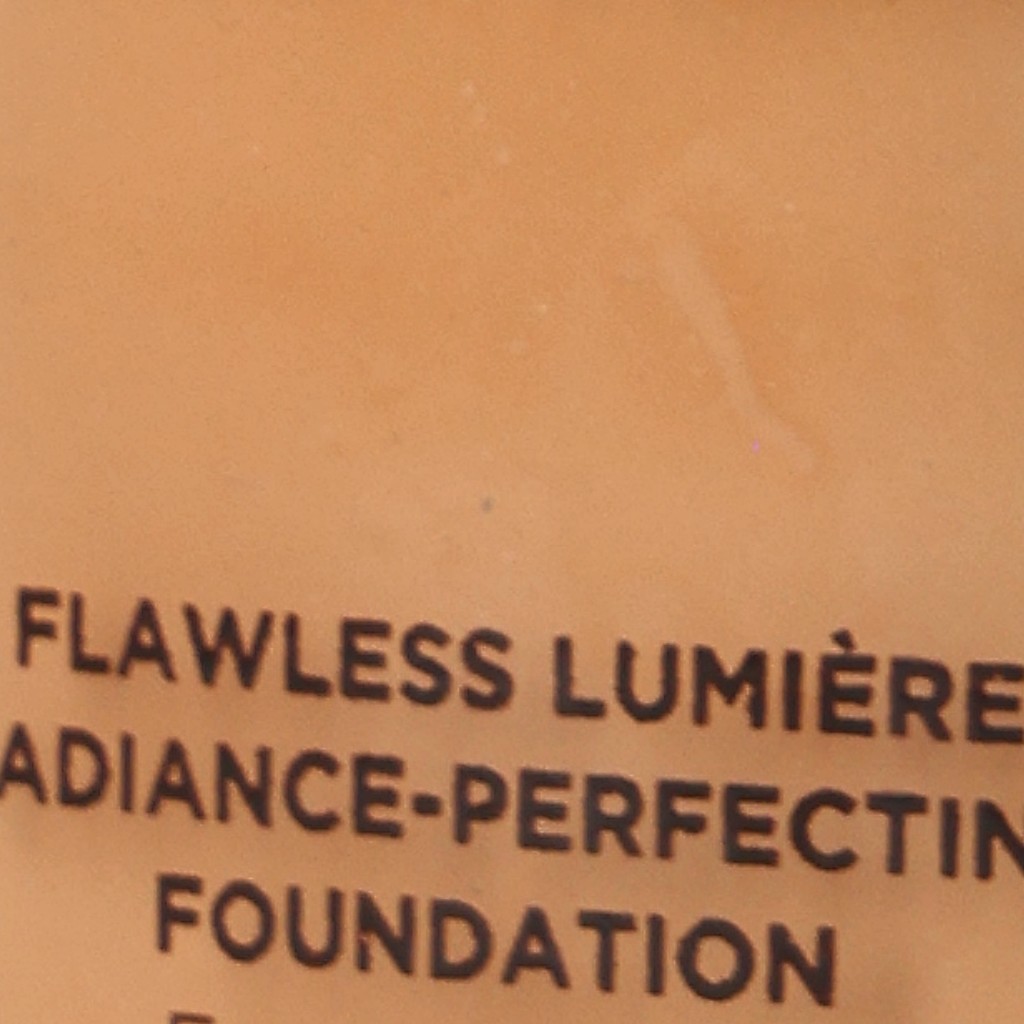 FLAWLESS LUMIÈRE
ADIANCE-PERFECTIN
FOUNDATION